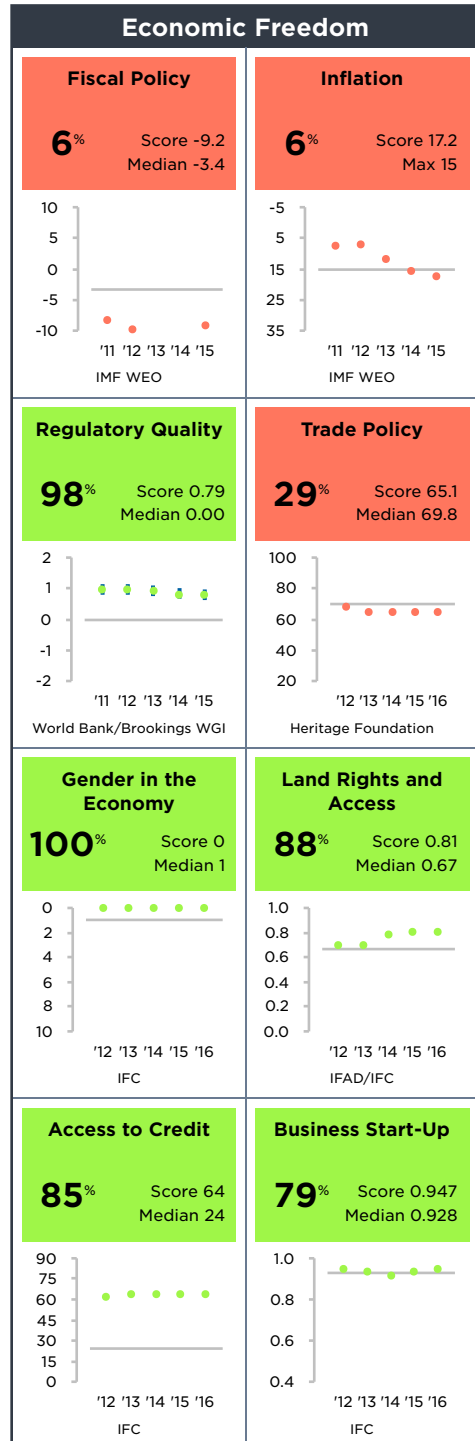 Economic Freedom
Fiscal Policy
6%
Score -9.2
Median -3.4
10
5
0
-5
-10
'11 '12 '13 '14 '15
IMF WEO
Inflation
6%
Score 17.2
Max 15
-5
5
15
25
35
'11 '12 '13 '14 '15
IMF WEO
Regulatory Quality
98%
Score 0.79
Median 0.00
2
1
0
-1
-2
'11 '12 '13 '14 '15
World Bank/Brookings WGI
Trade Policy
29%
Score 65.1
Median 69.8
100
80
60
40
20
'12 '13 '14 '15 '16
Heritage Foundation
Gender in the
Economy
100%
Score 0
Median 1
0
2
4
6
8
10
'12 '13 '14 '15 '16
IFC
Land Rights and
Access
88%
Score 0.81
Median 0.67
1.0
0.8
0.6
0.4
0.2
0.0
'12 '13 '14 '15 '16
IFAD/IFC
Access to Credit
85%
Score 64
Median 24
90
75
60
45
30
15
0
'12 '13 '14 '15 '16
IFC
Business Start-Up
79%
Score 0.947
Median 0.928
1.0
0.8
0.6
0.4
'12 '13 '14 '15 '16
IFC